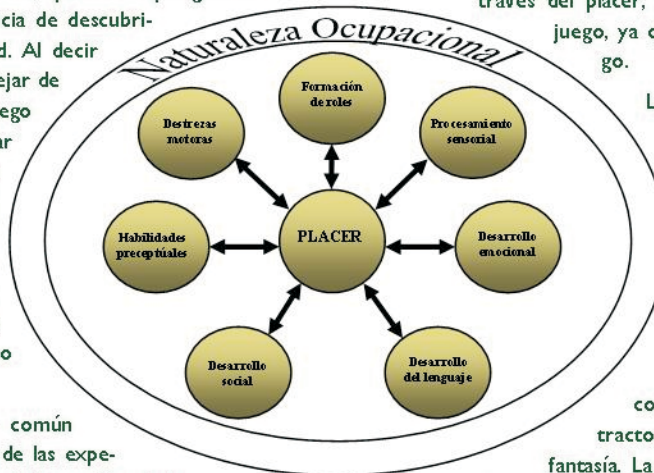 cia de descubri-
d. Al decir
ejar de
ego
ar
o
común
de las expe-
Naturaleza Ocupacional
Formación
de roles
Destrezas
motoras
Procesamiento
sensorial
Habilidades
preceptúales
PLACER
Desarrollo
emocional
Desarrollo
social
Desarrollo
del lenguaje
través del placer,
juego, ya
go.
L
co
tracto
fantasía. La